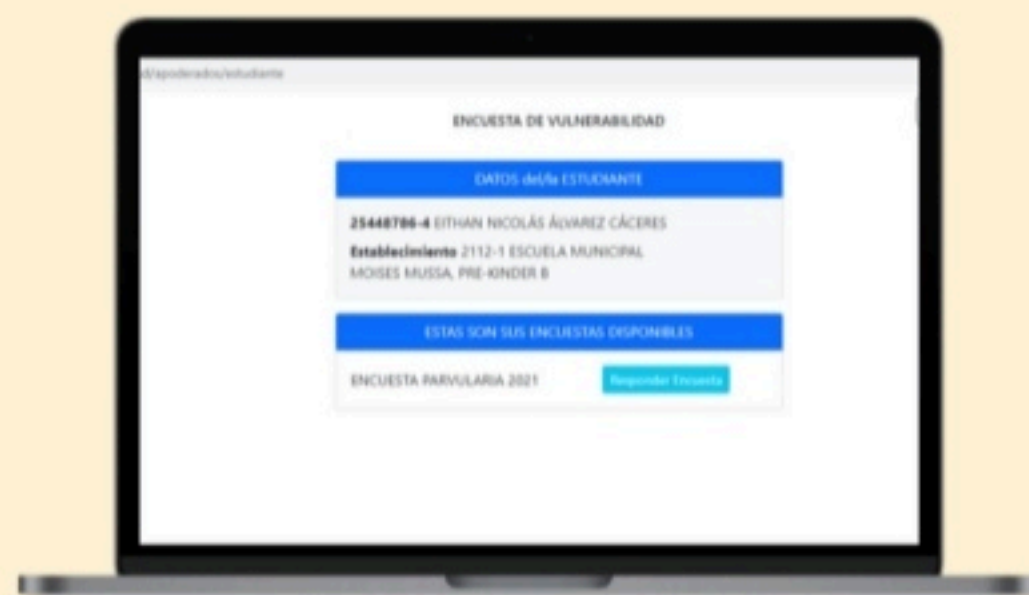 d/apoderados/estudiante
ENCUESTA DE VULNERABILIDAD
DATOS del/la ESTUDIANTE
25448786-4 EITHAN NICOLÁS ÁLVAREZ CÁCERES
Establecimiento 2112-1 ESCUELA MUNICIPAL
MOISES MUSSA, PRE-KINDER B
ESTAS SON SUS ENCUESTAS DISPONIBLES
ENCUESTA PARVULARIA 2021
Responder Encuesta